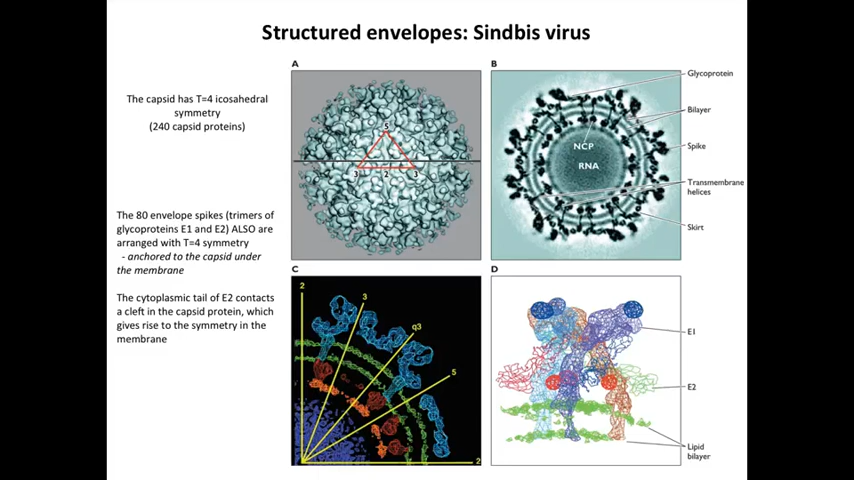 Structured envelopes: Sindbis virus
The capsid has T=4 icosahedral
symmetry
(240 capsid proteins)
The 80 envelope spikes (trimers of
glycoproteins E1 and E2) ALSO are
arranged with T=4 symmetry
- anchored to the capsid under
the membrane
The cytoplasmic tail of E2 contacts
a cleft in the capsid protein, which
gives rise to the symmetry in the
membrane
A
5
3 2 3
B
Glycoprotein
Bilayer
NCP
Spike
RNA
Transmembrane
helices
Skirt
C
2
3
q3
5
2
D
E1
E2
Lipid
bilayer